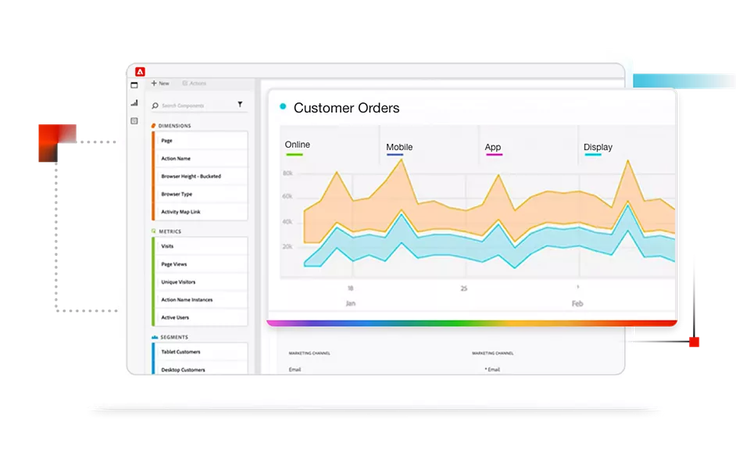 + New
Actions
Search Components
DIMENSIONS
Page
Action Name
Browser Height - Bucketed
Browser Type
Activity Map Link
METRICS
Visits
Page Views
Unique Visitors
Action Name Instances
Active Users
SEGMENTS
Tablet Customers
Desktop Customers
Customer Orders
Online
Mobile
App
Display
80k
60k
40k
20k
18
25
1
Jan
Feb
MARKETING CHANNEL
MARKETING CHANNEL
Email
* Email